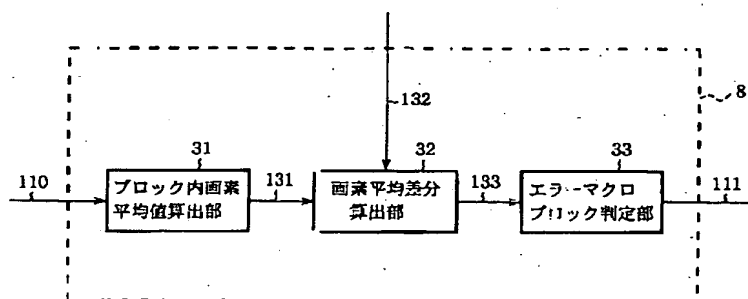 132
8
31
32
33
110
ブロック内画素
平均値算出部
131
画素平均差分
算出部
133
エラーマクロ
ブロック判定部
111